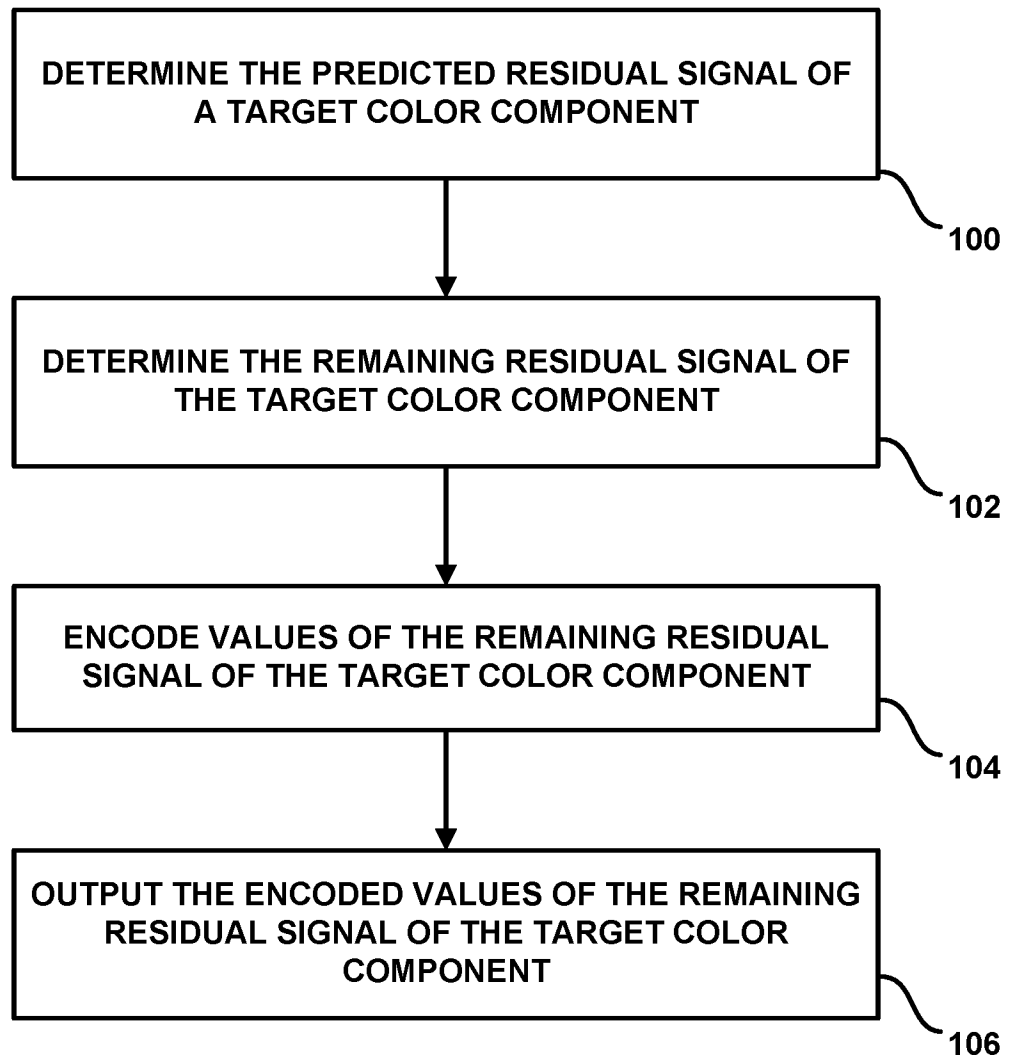 DETERMINE THE PREDICTED RESIDUAL SIGNAL OF
A TARGET COLOR COMPONENT
100
DETERMINE THE REMAINING RESIDUAL SIGNAL OF
THE TARGET COLOR COMPONENT
102
ENCODE VALUES OF THE REMAINING RESIDUAL
SIGNAL OF THE TARGET COLOR COMPONENT
104
OUTPUT THE ENCODED VALUES OF THE REMAINING
RESIDUAL SIGNAL OF THE TARGET COLOR
COMPONENT
106